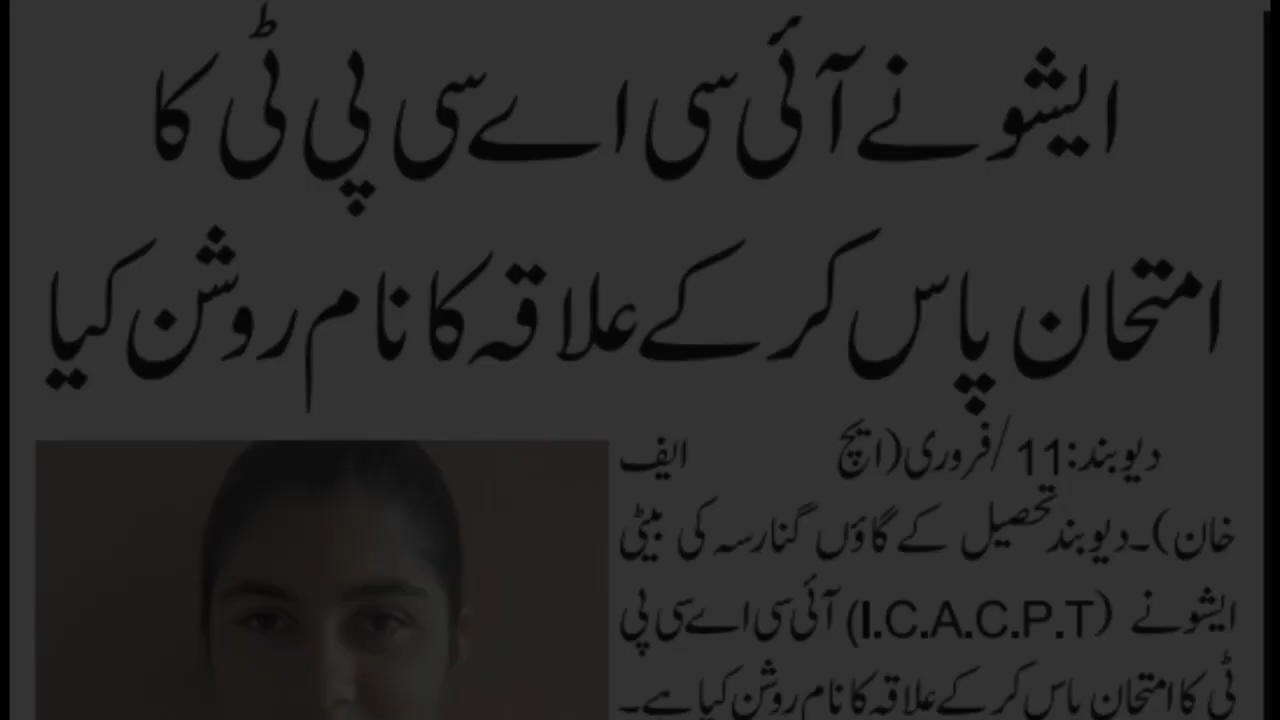 ایشو نے آئی سی اے سی پی ٹی کا
امتحان پاس کر کے علاقہ کا نام روشن کیا
دیوبند:11/فروری(ایچ ایف
خان)۔دیوبند تحصیل کے گاؤں گنارسہ کی بیٹی
ایشو نے (I.C.A.C.P.T) آئی سی اے سی پی
ٹی کا امتحان پاس کر کے علاقہ کا نام روشن کیا ہے۔